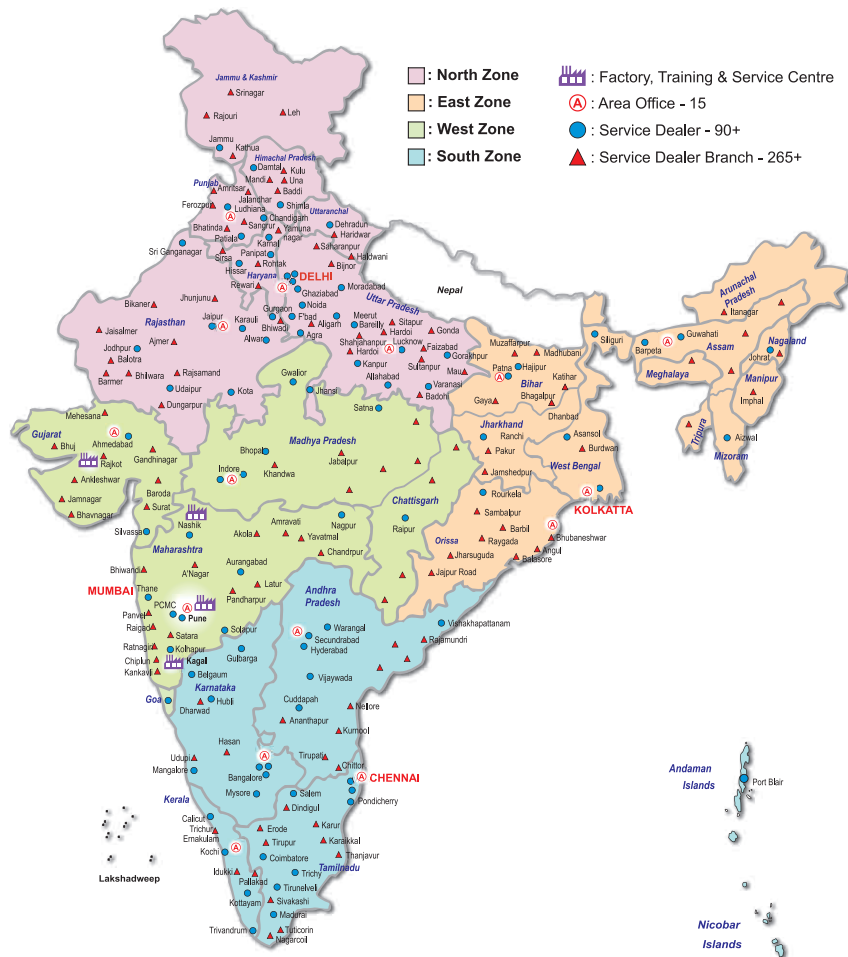 : North Zone
: East Zone
: West Zone
: South Zone
: Factory, Training & Service Centre
A : Area Office - 15
: Service Dealer - 90+
: Service Dealer Branch - 265+
Jammu & Kashmir
Srinagar
Rajouri
Leh
Jammu
Kathua
Himachal Pradesh
Damtal
Kulu
Mandi
Una
Baddi
Shimla
Punjab
Amritsar
Jalandhar
Ferozpur
Ludhiana
Chandigarh
Bhatinda
Sangrur
Yamuna
nagar
Patiala
Karnal
Uttaranchal
Dehradun
Haridwar
Saharanpur
Haldwani
Bijnor
Sri Ganganagar
Sirsa
Panipat
Hissar
Rohtak
Haryana
Rewari
DELHI
Ghaziabad
Noida
Moradabad
Nepal
Uttar Pradesh
Bikaner
Jhunjunu
Gurgaon
F'bad
Bhiwadi
Aligarh
Agra
Meerut
Bareilly
Sitapur
Hardoi
Gonda
Shahjahanpur
Hardoi
Lucknow
Faizabad
Gorakhpur
Kanpur
Sultanpur
Mau
Allahabad
Varanasi
Badohi
Jaisalmer
Rajasthan
Jaipur
Karauli
Alwar
Jodhpur
Ajmer
Balotra
Barmer
Bhilwara
Rajsamand
Udaipur
Dungarpur
Kota
Gwalior
Jhansi
Satna
Muzaffarpur
Madhubani
Patna
Hajipur
Bihar
Katihar
Gaya
Bhagalpur
Dhanbad
Siliguri
Arunachal
Pradesh
Itanagar
Guwahati
Barpeta
Assam
Nagaland
Johrat
Meghalaya
Manipur
Imphal
Tripura
Aizwal
Mizoram
Mehesana
Gujarat
Bhuj
Ahmedabad
Rajkot
Gandhinagar
Ankleshwar
Jamnagar
Baroda
Surat
Bhavnagar
Silvassa
Madhya Pradesh
Bhopal
Indore
Khandwa
Jabalpur
Chattisgarh
Raipur
Jharkhand
Ranchi
Pakur
Jamshedpur
Asansol
Burdwan
West Bengal
KOLKATTA
Rourkela
Sambalpur
Barbil
Orissa
Raygada
Bhubaneshwar
Jharsuguda
Angul
Balasore
Jajpur Road
Nashik
Maharashtra
Akola
Amravati
Yavatmal
Nagpur
Chandrpur
Bhiwandi
A'Nagar
Aurangabad
MUMBAI
Thane
Latur
Pandharpur
PCMC
Pune
Panvel
Raigad
Satara
Solapur
Ratnagiri
Kolhapur
Chiplun
Kagal
Kankavli
Goa
Andhra
Pradesh
Warangal
Secundrabad
Hyderabad
Vishakhapattanam
Rajamundri
Vijaywada
Gulbarga
Belgaum
Karnataka
Hubli
Dharwad
Cuddapah
Ananthapur
Nellore
Kurnool
Hasan
Udupi
Mangalore
Bangalore
Mysore
Tirupati
Chittor
CHENNAI
Pondicherry
Salem
Dindigul
Kerala
Calicut
Trichur
Ernakulam
Kochi
Erode
Tirupur
Karur
Karaikkal
Coimbatore
Thanjavur
Tamilnadu
Idukki
Pallakad
Trichy
Kottayam
Tirunelveli
Sivakashi
Madurai
Trivandrum
Tuticorin
Nagarcoil
Lakshadweep
Andaman
Islands
Port Blair
Nicobar
Islands